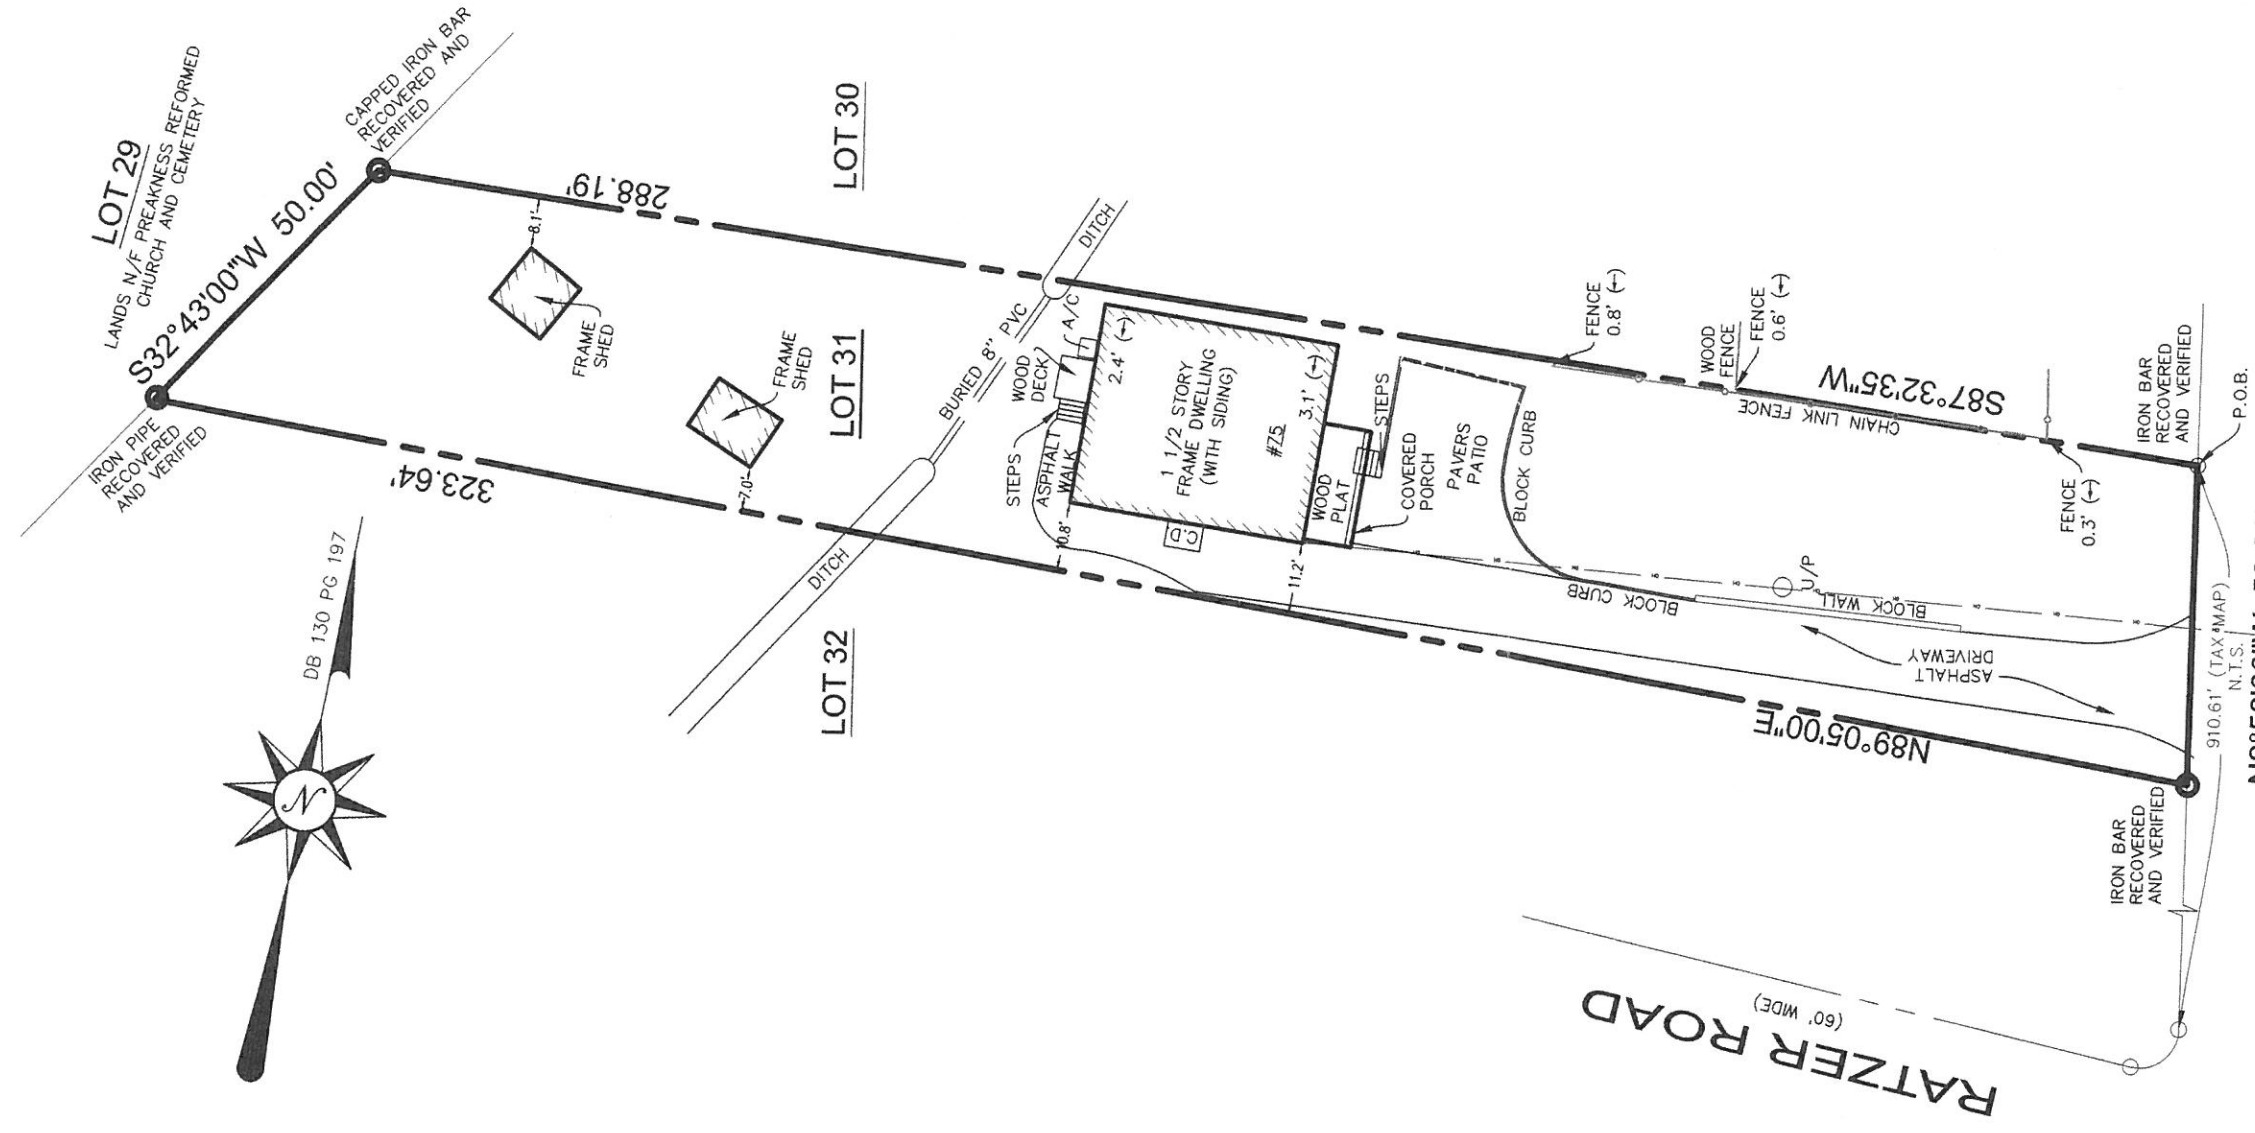 LOT 29
LANDS N/F PREAKNESS REFORMED
CHURCH AND CEMETERY
CAPPED IRON BAR
RECOVERED AND
VERIFIED
S32°43'00"W 50.00'
IRON PIPE
RECOVERED
AND VERIFIED
288.19'
LOT 30
8.1'
FRAME
SHED
323.64'
FRAME
SHED
7.0'
LOT 31
DITCH
BURIED 8" PVC
DITCH
DB 130 PG 197
N
LOT 32
A/C
WOOD
DECK
STEPS
ASPHALT
WALK
2.4' (←)
10.8'
1 1/2 STORY
FRAME DWELLING
(WITH SIDING)
#75
3.1' (←)
C.D
11.2'
WOOD
PLAT
STEPS
COVERED
PORCH
PAVERS
PATIO
BLOCK CURB
BLOCK CURB
FENCE
0.8' (←)
WOOD
FENCE
FENCE
0.6' (←)
S87°32'35"W
CHAIN LINK FENCE
U/P
BLOCK WALL
ASPHALT
DRIVEWAY
N89°05'00"E
FENCE
0.3' (←)
IRON BAR
RECOVERED
AND VERIFIED
P.O.B.
IRON BAR
RECOVERED
AND VERIFIED
910.61' (TAX MAP)
N.T.S.
RATZER ROAD
(60' WIDE)